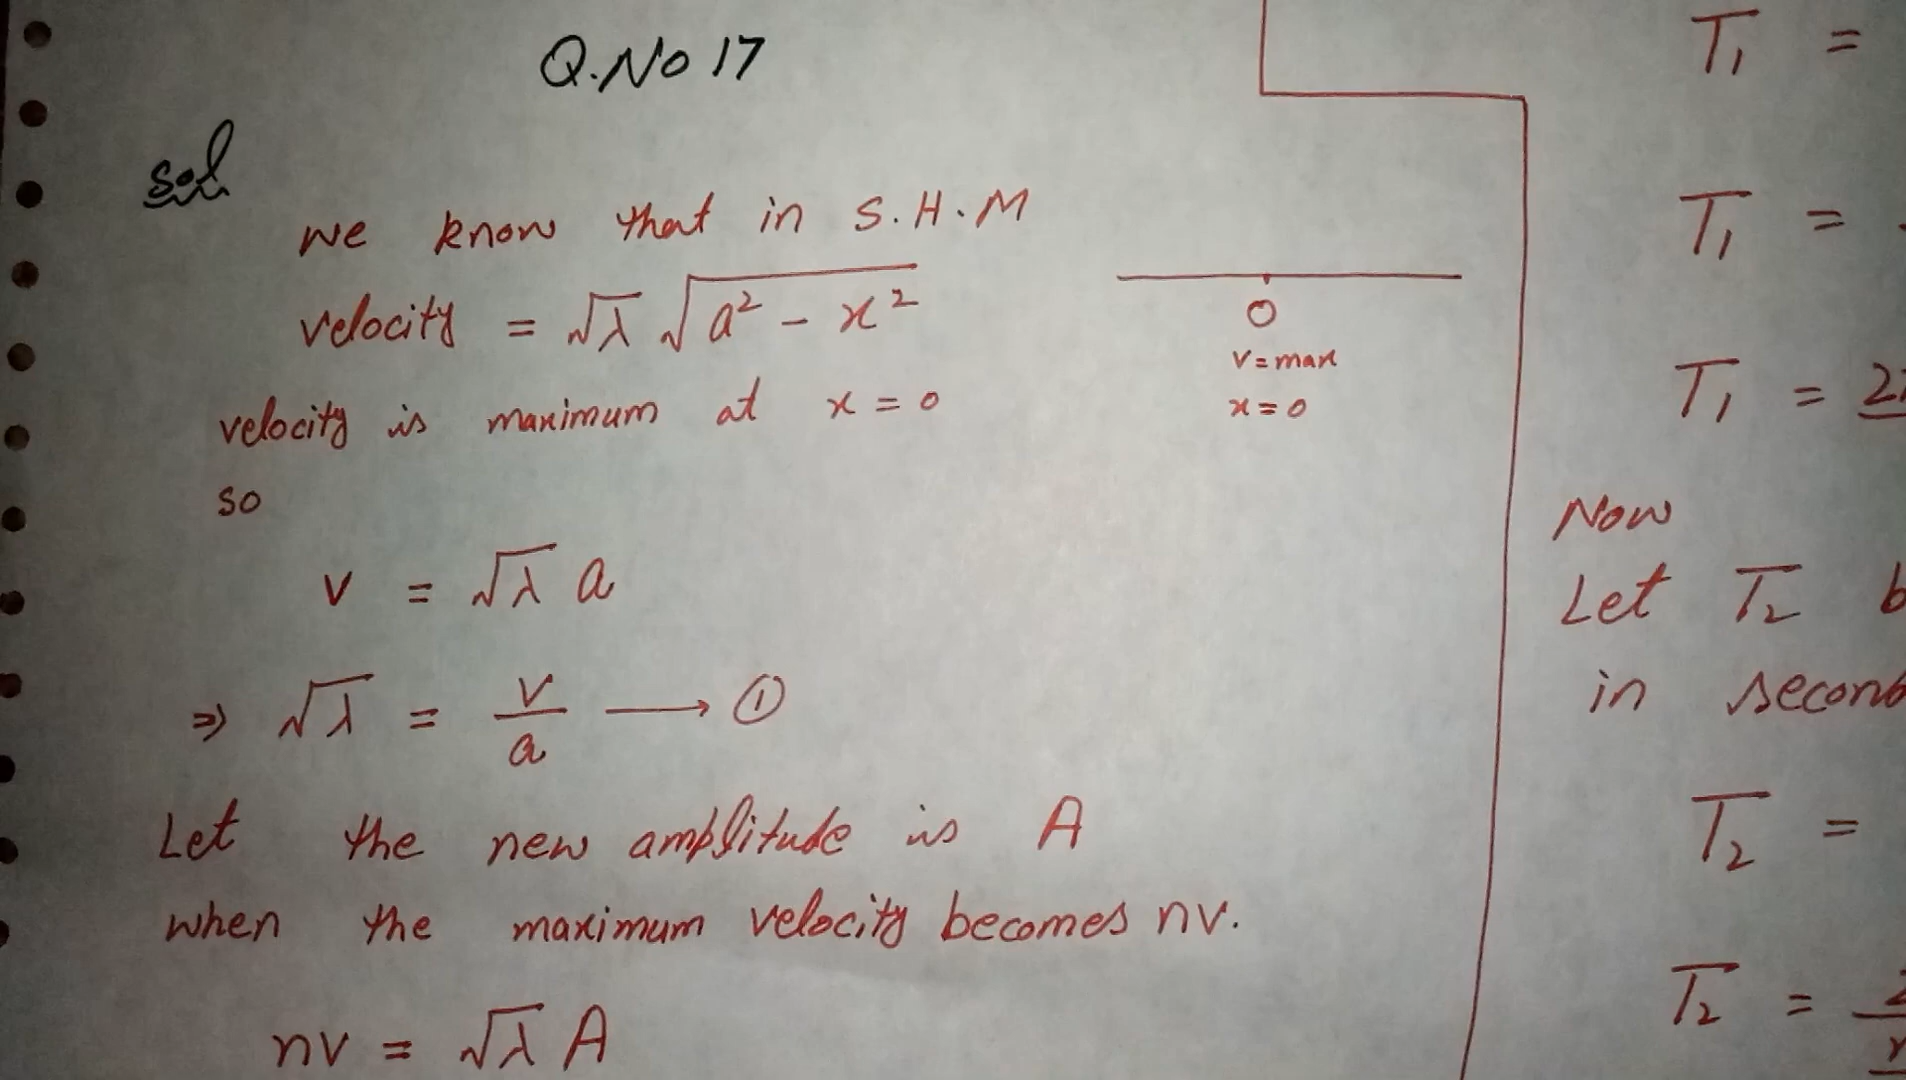 Q.No 17
Sol
We know that in S.H.M
velocity = √λ √(a² - x²)
velocity is maximum at x = 0
so
v = √λ a
⇒ √λ = v/a → ①
Let the new amplitude is A
when the maximum velocity becomes nv.
nv = √λ A
O
v = max
x = 0
T₁ =
T₁ =
T₁ =
Now
Let T₂
in second
T₂ =
T₂ =